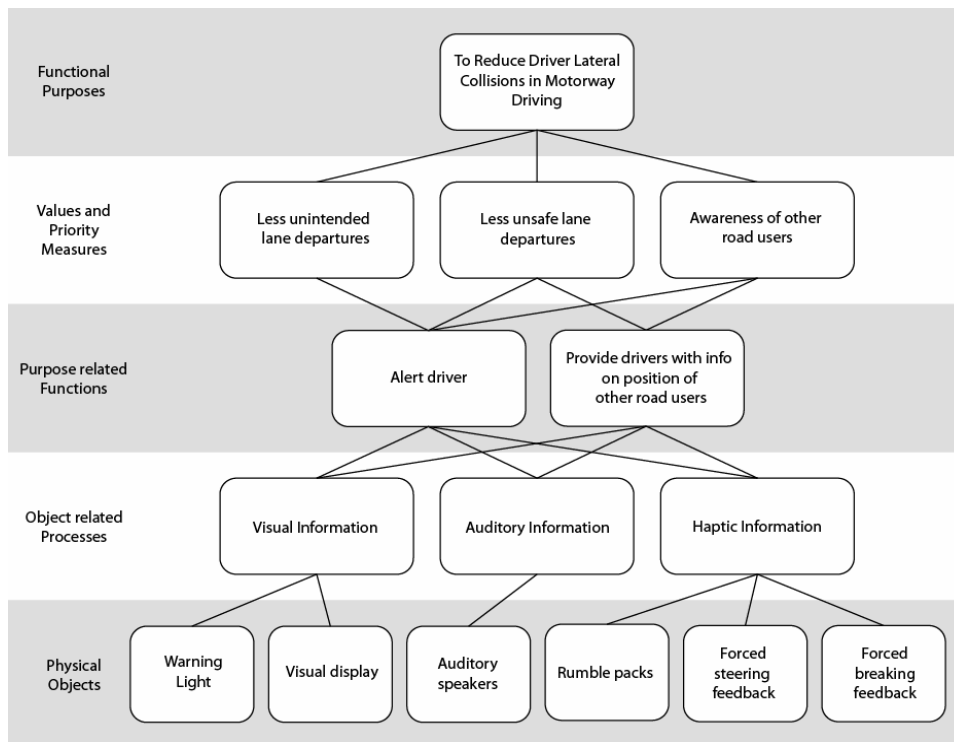 Functional
Purposes
To Reduce Driver Lateral
Collisions in Motorway
Driving
Values and
Priority
Measures
Less unintended
lane departures
Less unsafe lane
departures
Awareness of other
road users
Purpose related
Functions
Alert driver
Provide drivers with info
on position of
other road users
Object related
Processes
Visual Information
Auditory Information
Haptic Information
Physical
Objects
Warning
Light
Visual display
Auditory
speakers
Rumble packs
Forced
steering
feedback
Forced
breaking
feedback